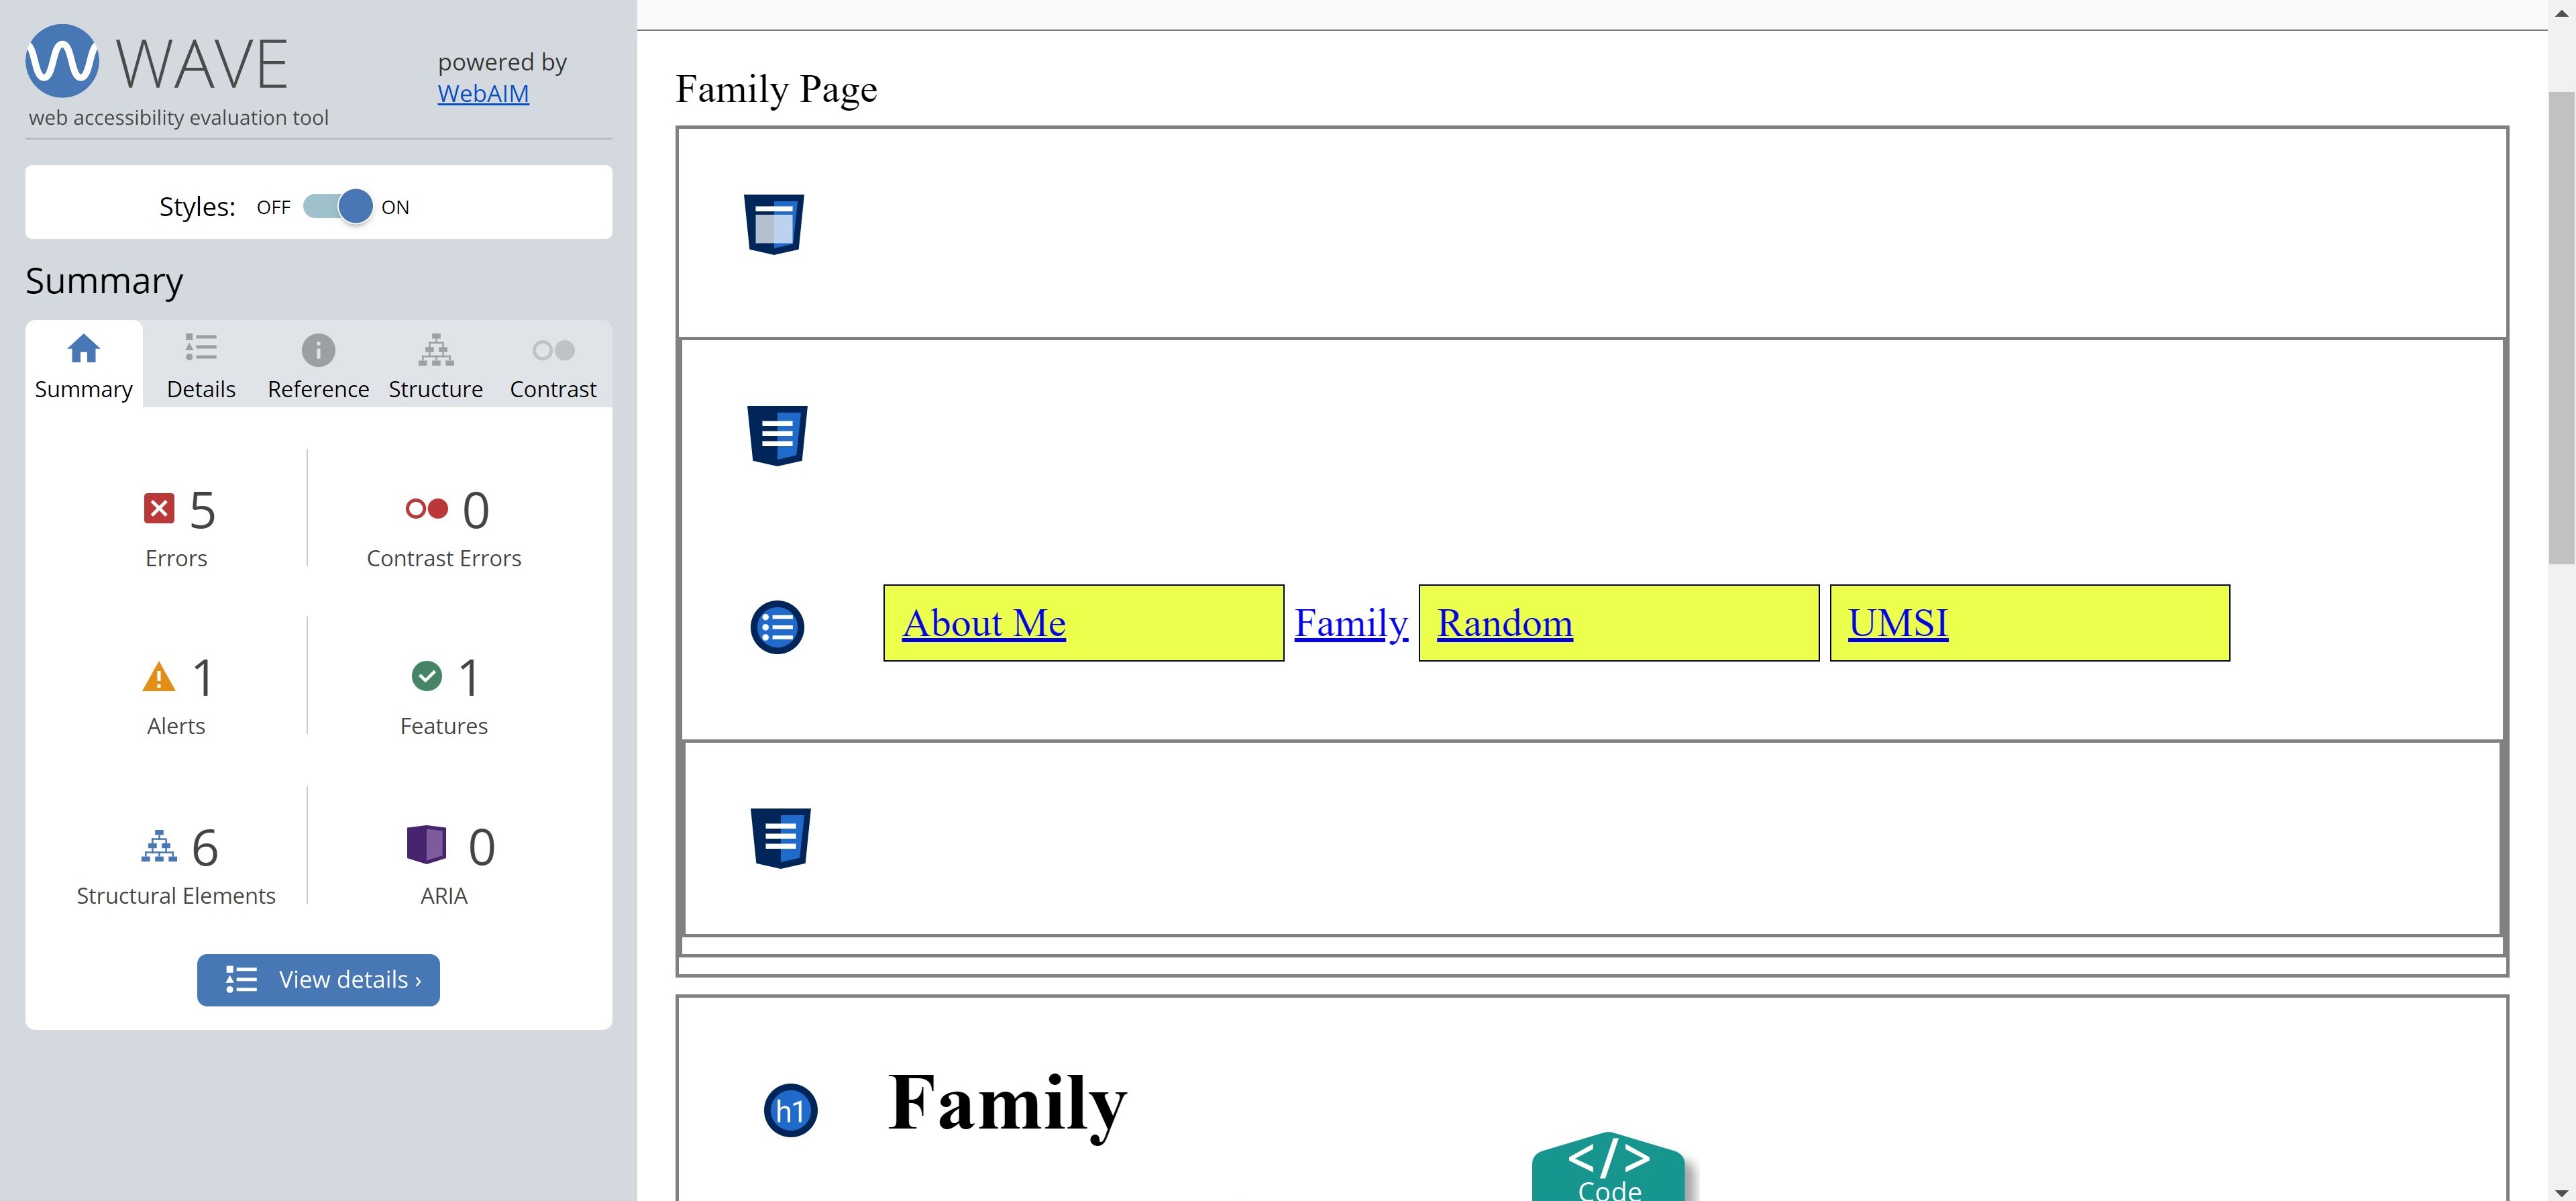 WAVE
web accessibility evaluation tool
powered by
WebAIM
Styles: OFF ON
Summary
Summary Details Reference Structure Contrast
5
Errors
0
Contrast Errors
1
Alerts
1
Features
6
Structural Elements
0
ARIA
View details ›
Family Page
About Me Family Random UMSI
h1 Family
</>
Code